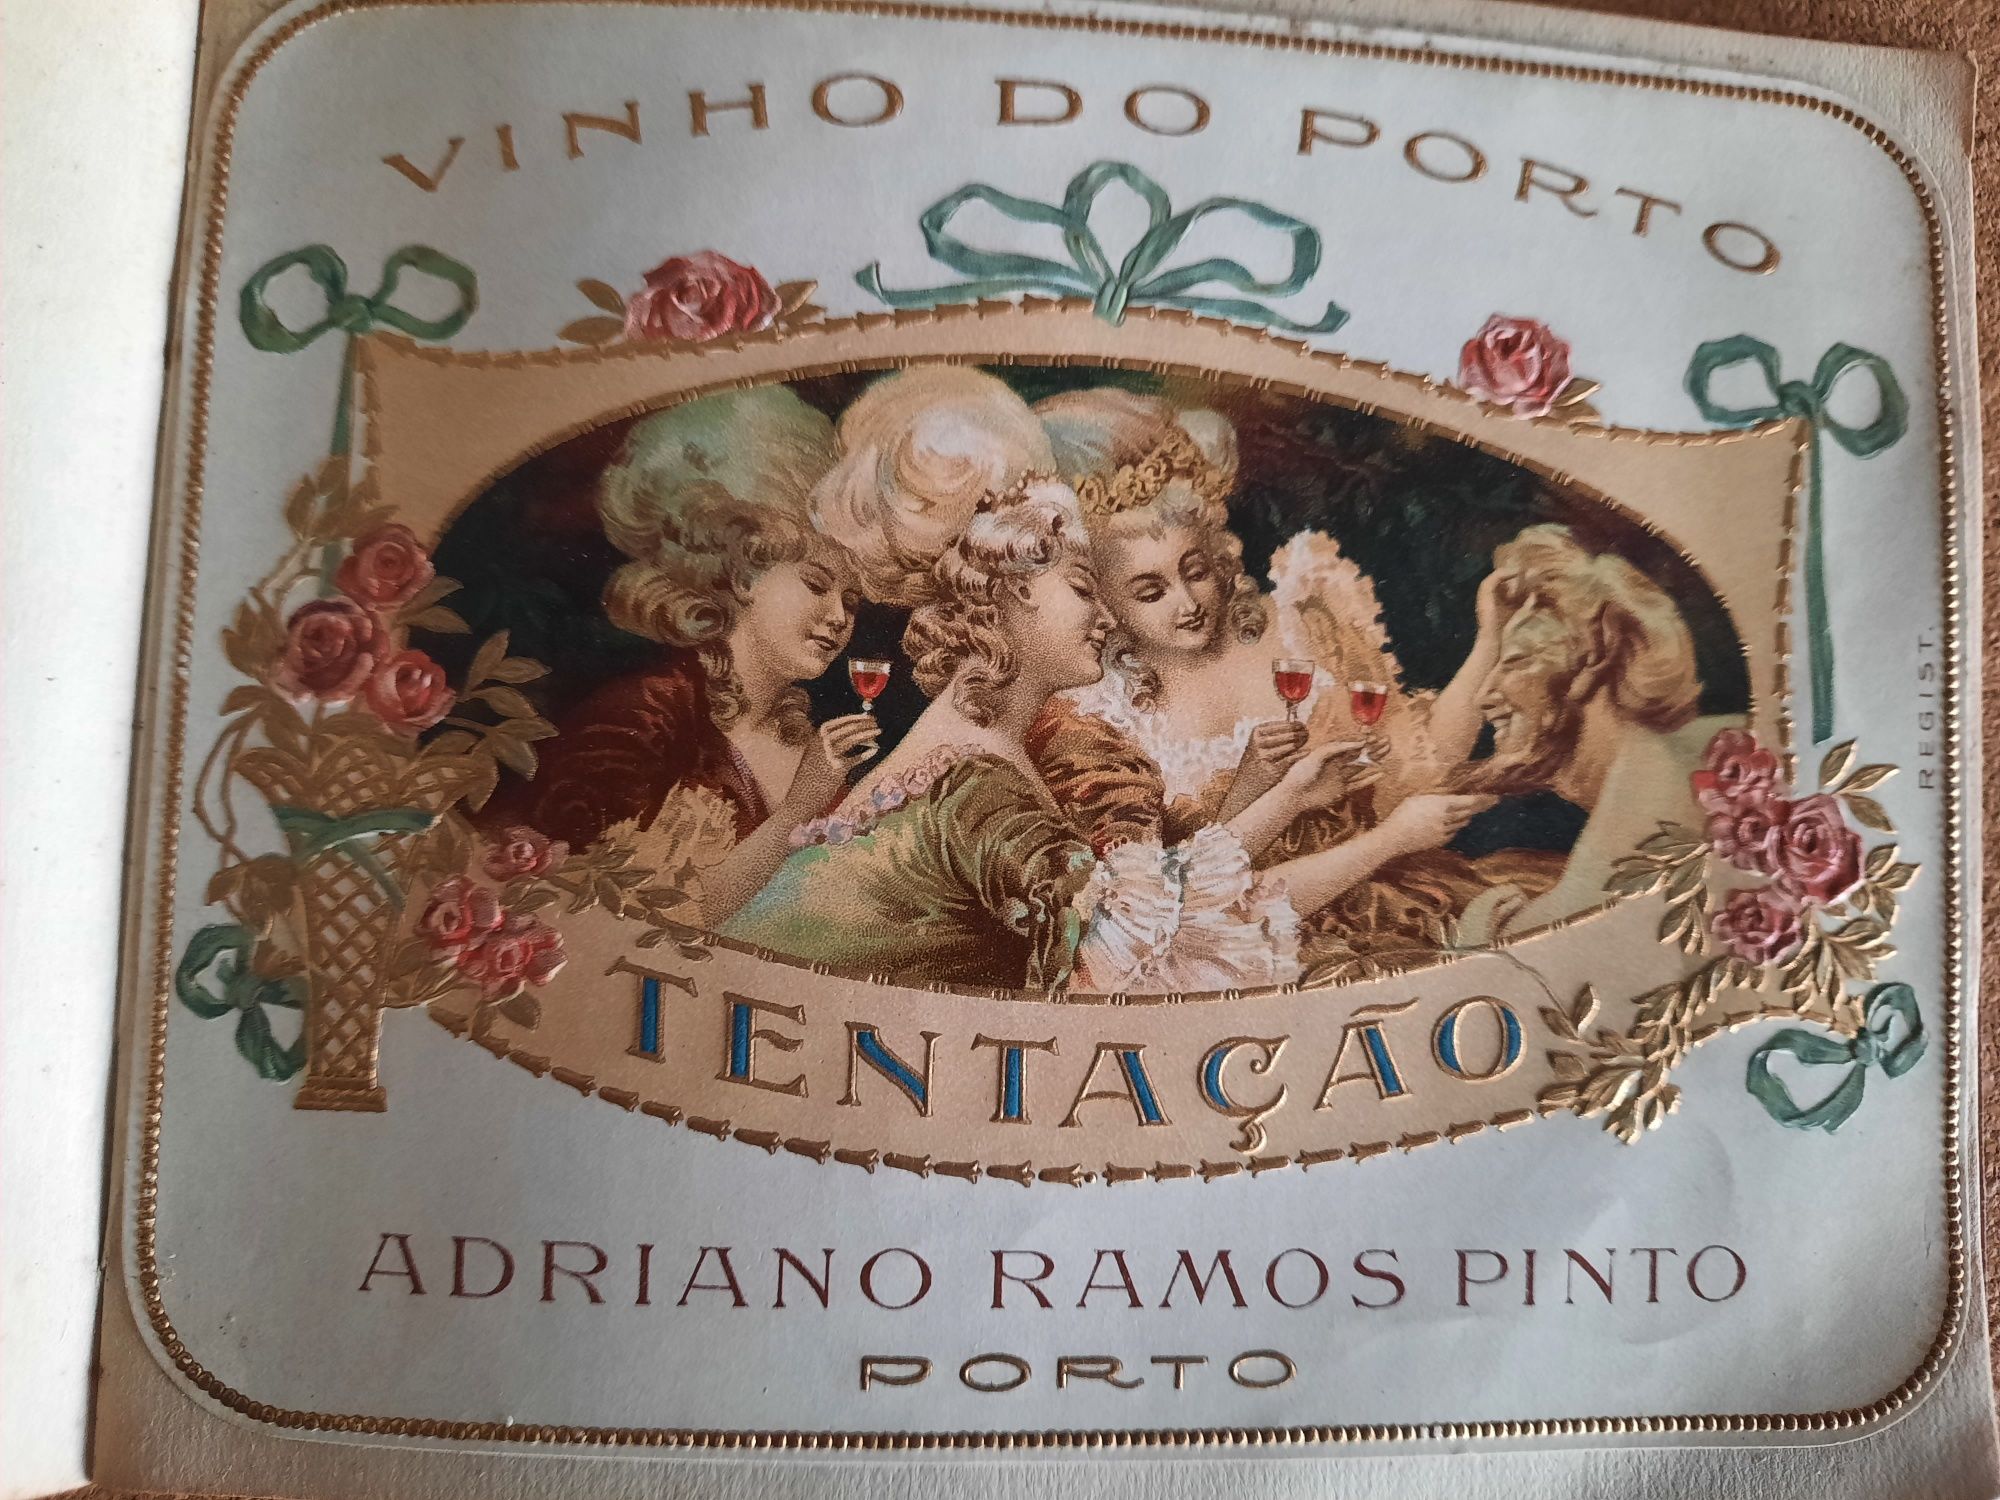 VINHO DO PORTO
REGIST.
TENTAÇÃO
ADRIANO RAMOS PINTO
PORTO